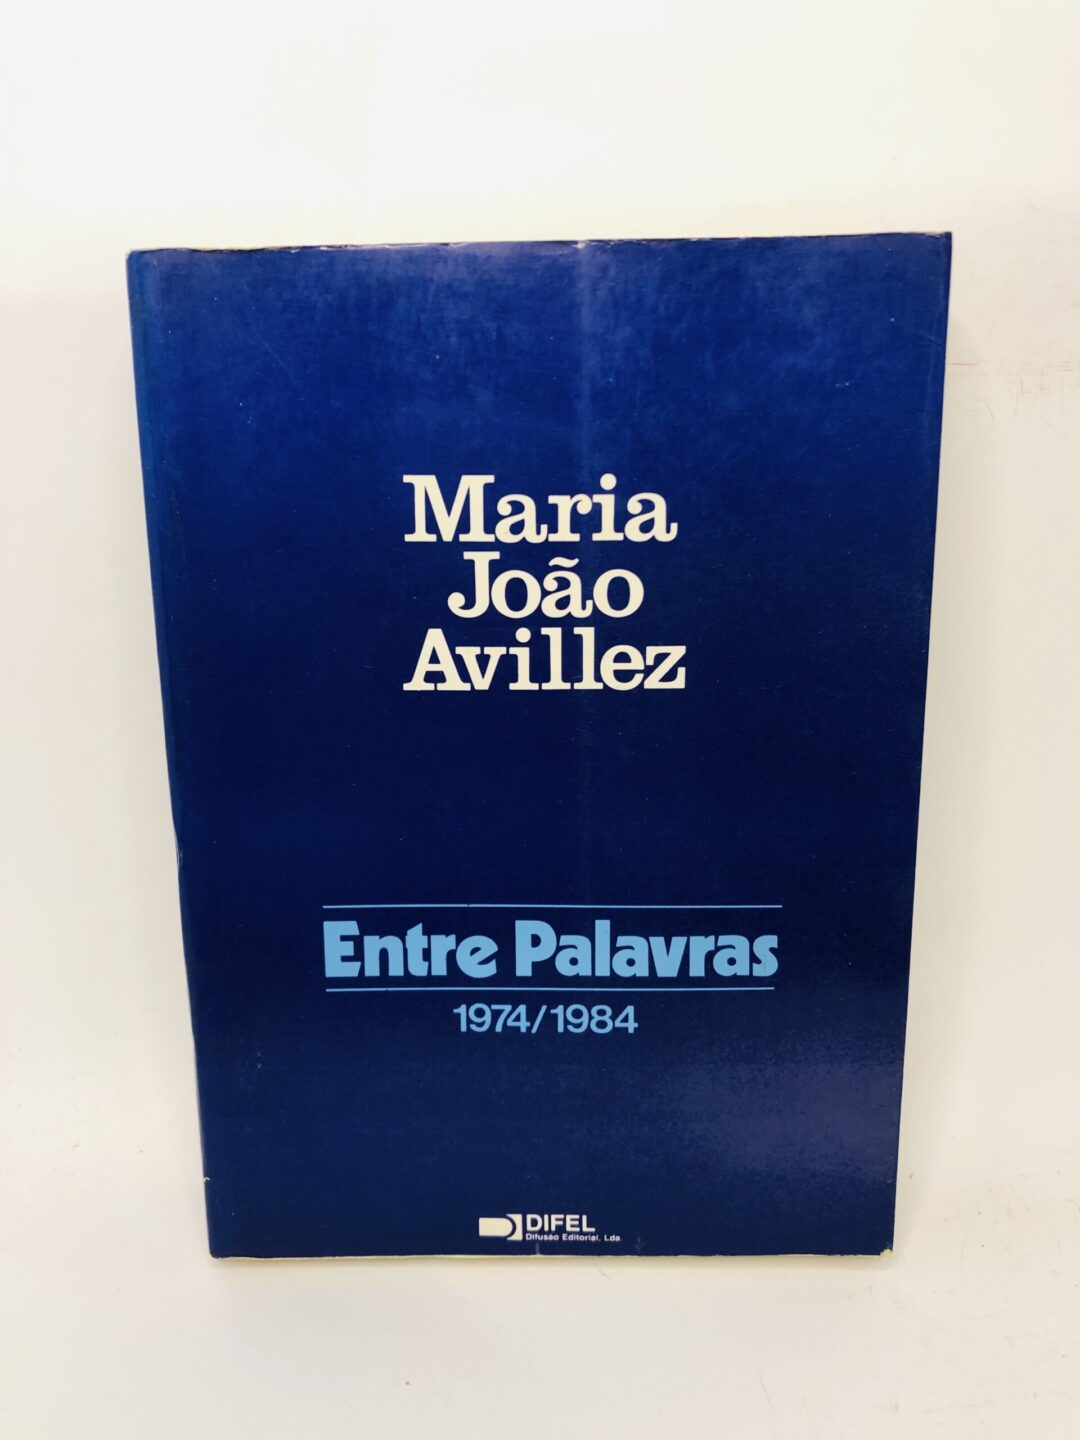 Maria
João
Avillez
Entre Palavras
1974/1984
DIFEL
Difusão Editorial, Lda.